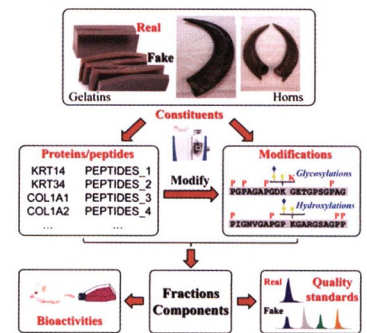 Real
Fake
Gelatins
Horns
Constituents
Proteins/peptides
KRT14 PEPTIDES_1
KRT34 PEPTIDES_2
COL1A1 PEPTIDES_3
COL1A2 PEPTIDES_4
... ...
Modify
Modifications
K
Glycosylations
P P P
PGPAGAPGDK GETGPSGPAG
Hydroxylations
P P P P
PIGNVGAPGP KGARGSAGPP
Bioactivities
Fractions
Components
Real
Quality
standards
Fake